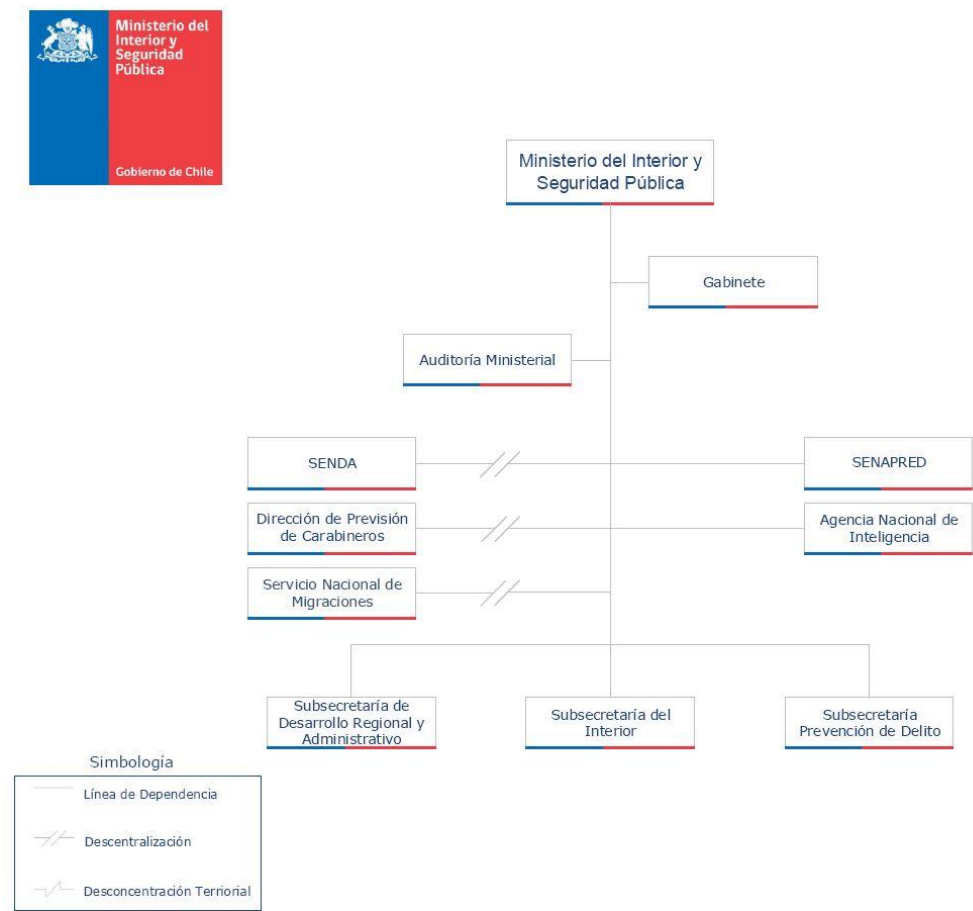 Ministerio del
Interior y
Seguridad
Pública
Gobierno de Chile
Ministerio del Interior y
Seguridad Pública
Gabinete
Auditoría Ministerial
SENDA
SENAPRED
Dirección de Previsión
de Carabineros
Agencia Nacional de
Inteligencia
Servicio Nacional de
Migraciones
Subsecretaría de
Desarrollo Regional y
Administrativo
Subsecretaría del
Interior
Subsecretaría
Prevención de Delito
Simbología
Línea de Dependencia
Descentralización
Desconcentración Terriorial